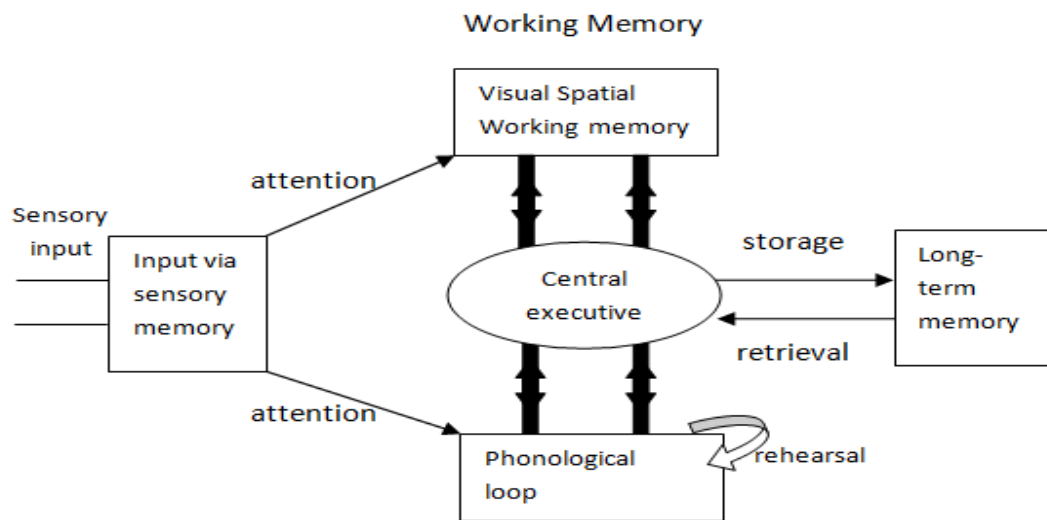 Working Memory
Visual Spatial
Working memory
attention
Sensory
input
Input via
sensory
memory
Central
executive
storage
retrieval
Long-
term
memory
attention
Phonological
loop
rehearsal